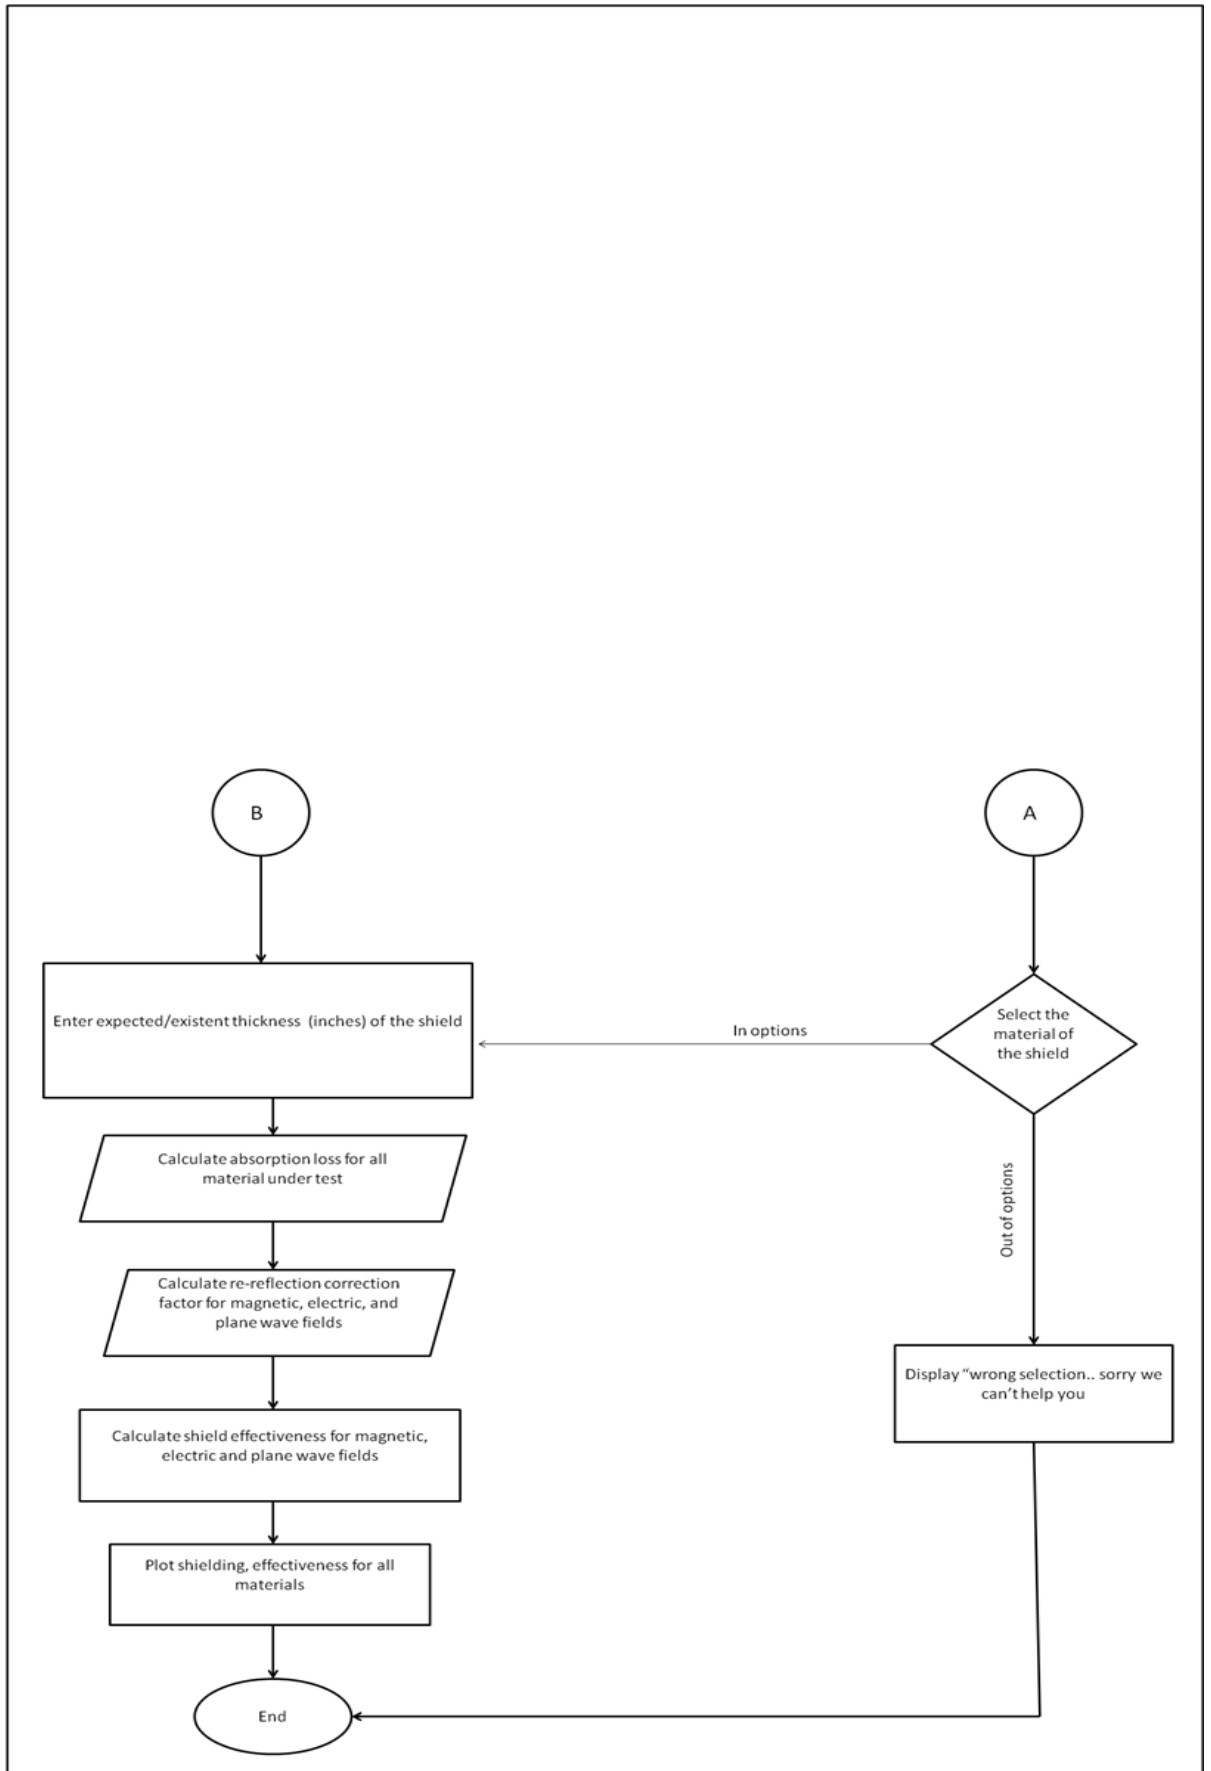 B
A
Enter expected/existent thickness (inches) of the shield
In options
Select the
material of
the shield
Calculate absorption loss for all
material under test
Out of options
Calculate re-reflection correction
factor for magnetic, electric, and
plane wave fields
Display “wrong selection.. sorry we
can’t help you
Calculate shield effectiveness for magnetic,
electric and plane wave fields
Plot shielding, effectiveness for all
materials
End